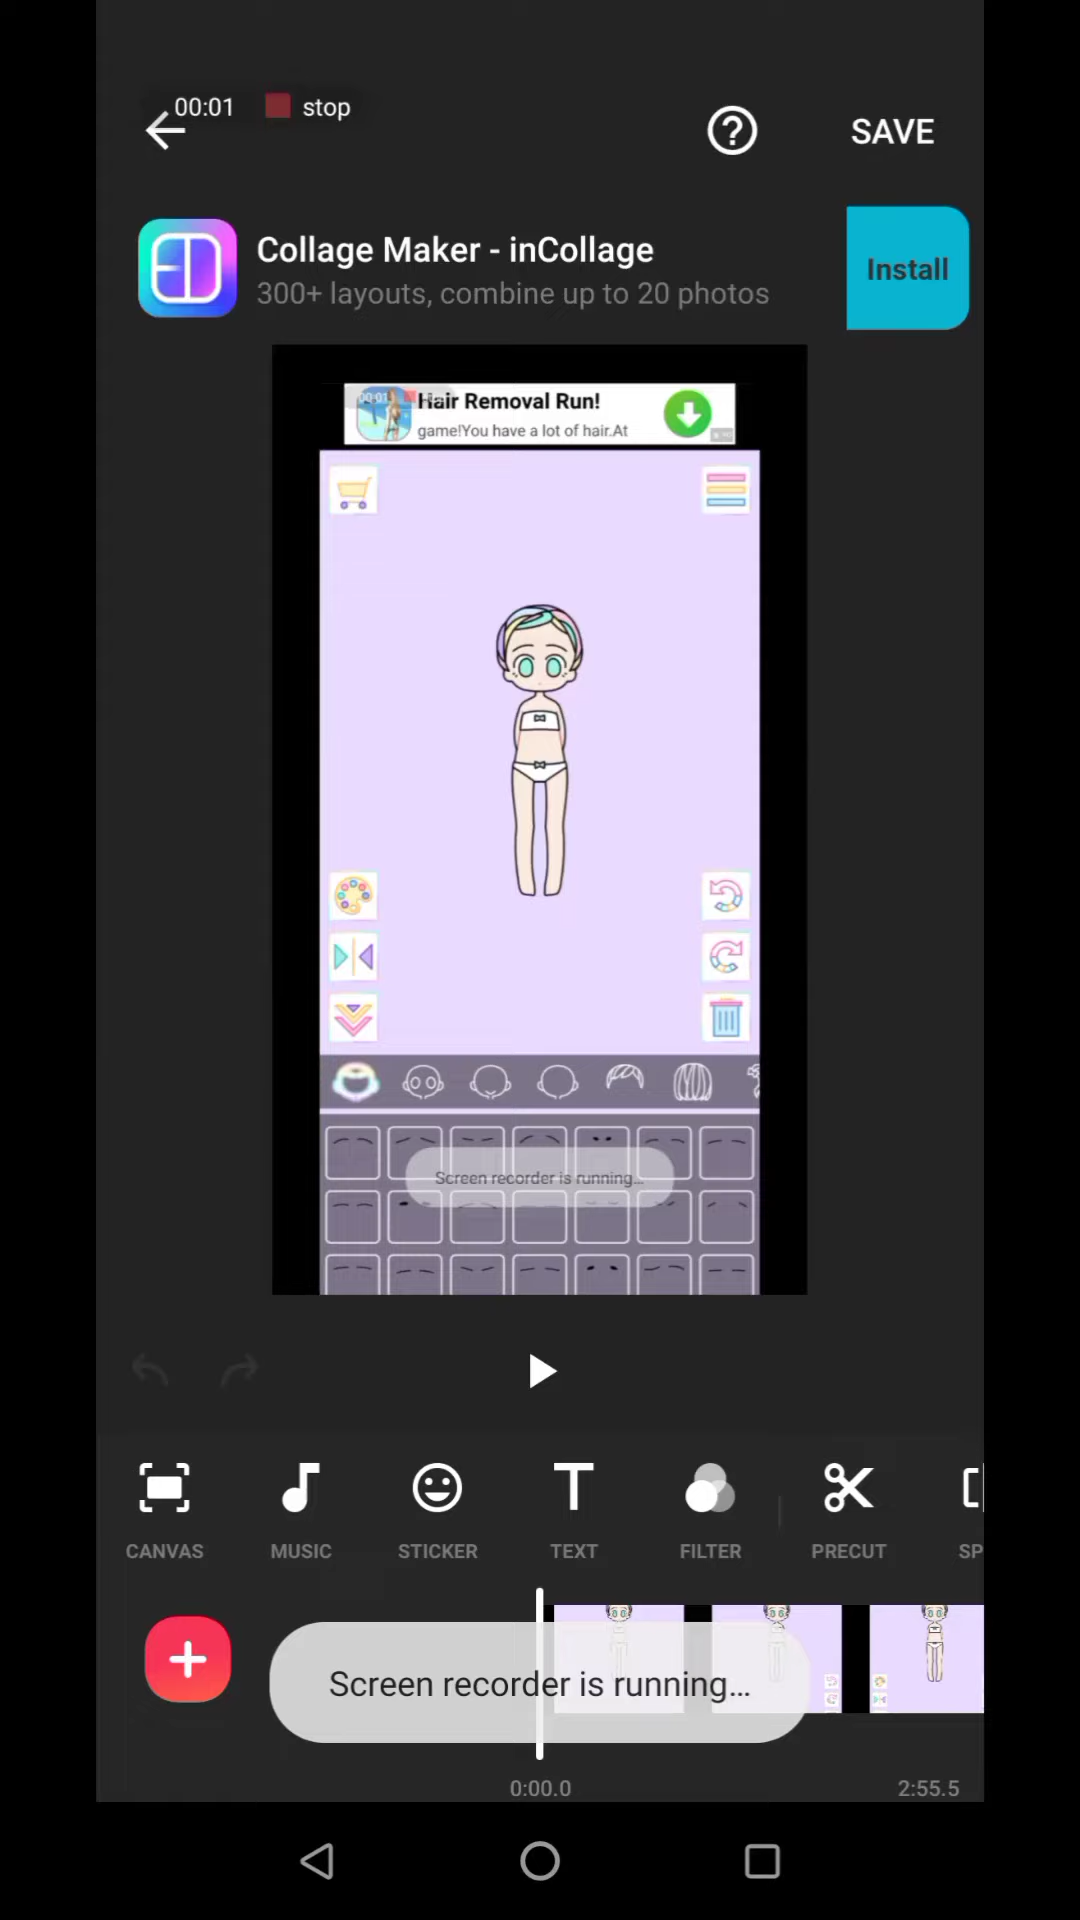 00:01 stop
SAVE
Collage Maker - inCollage
300+ layouts, combine up to 20 photos
Install
00:01
Hair Removal Run!
game!You have a lot of hair.At
Screen recorder is running...
CANVAS MUSIC STICKER TEXT FILTER PRECUT SP
Screen recorder is running...
0:00.0 2:55.5